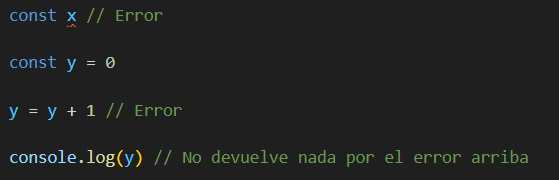 const x // Error
const y = 0
y = y + 1 // Error
console.log(y) // No devuelve nada por el error arriba